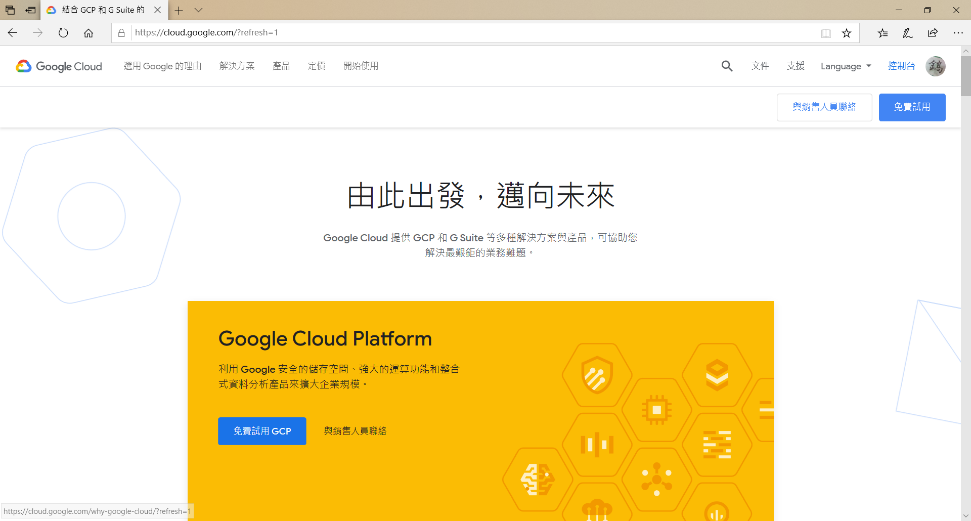 結合 GCP 和 G Suite 的
https://cloud.google.com/?refresh=1
Google Cloud
選用 Google 的理由
解決方案
產品
定價
開始使用
文件
支援
Language
控制台
與銷售人員聯絡
免費試用
由此出發，邁向未來
Google Cloud 提供 GCP 和 G Suite 等多種解決方案與產品，可協助您
解決最艱鉅的業務難題。
Google Cloud Platform
利用 Google 安全的儲存空間、強大的運算功能和整合
式資料分析產品來擴大企業規模。
免費試用 GCP
與銷售人員聯絡
https://cloud.google.com/why-google-cloud/?refresh=1